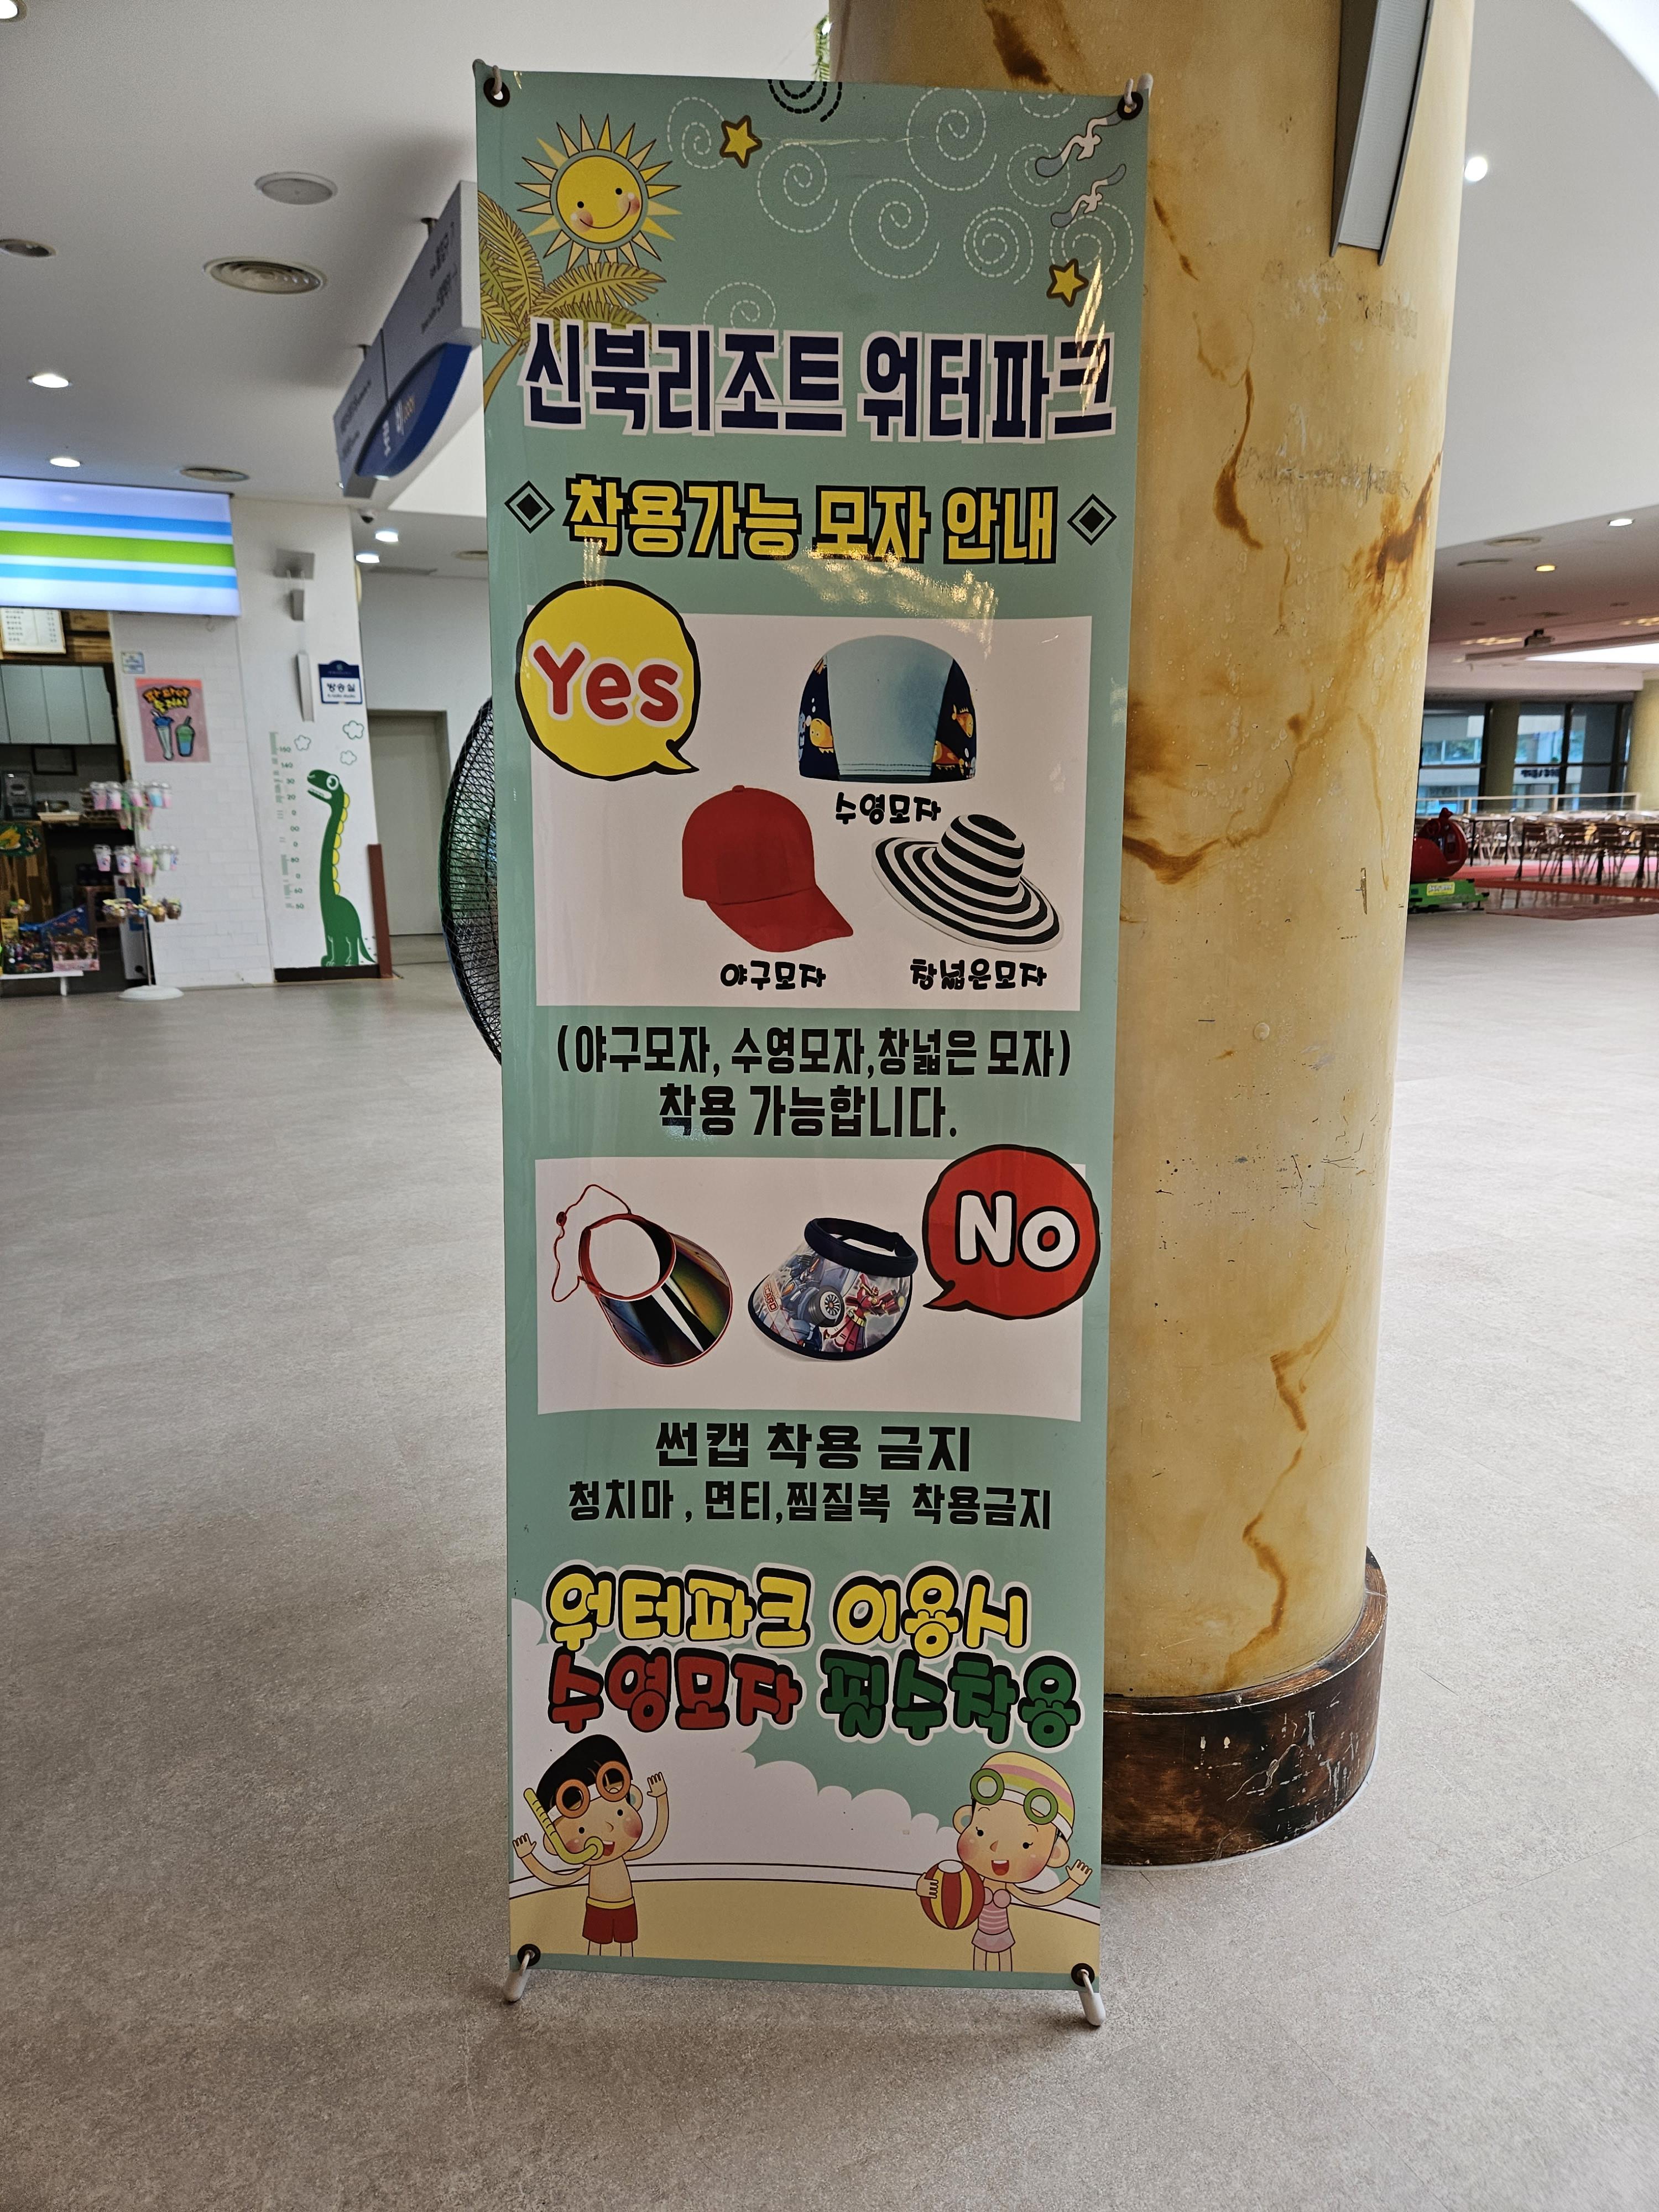 신북리조트 워터파크
착용가능 모자 안내
Yes
수영모자
야구모자
창넓은모자
(야구모자, 수영모자,창넓은 모자)
착용 가능합니다.
No
썬캡 착용 금지
청치마 , 면티,찜질복 착용금지
워터파크 이용시
수영모자 필수착용
방송실